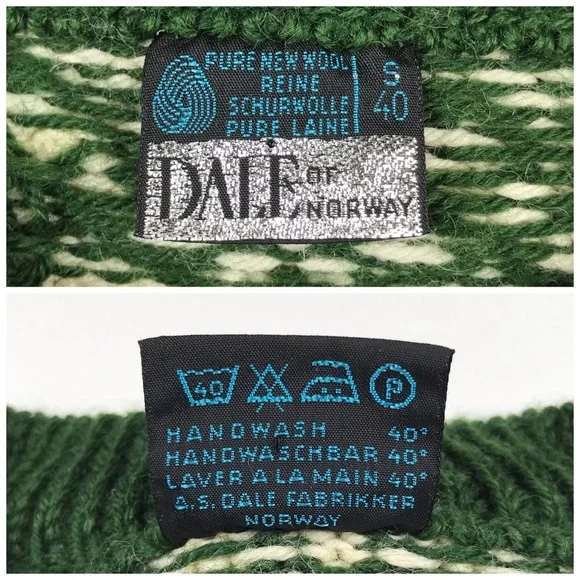 PURE NEW WOOL
REINE
SCHURWOLLE
PURE LAINE
S
40
DALE OF
NORWAY
40 P
HANDWASH 40°
HANDWASCHBAR 40°
LAVER A LA MAIN 40°
A.S. DALE FABRIKKER
NORWAY